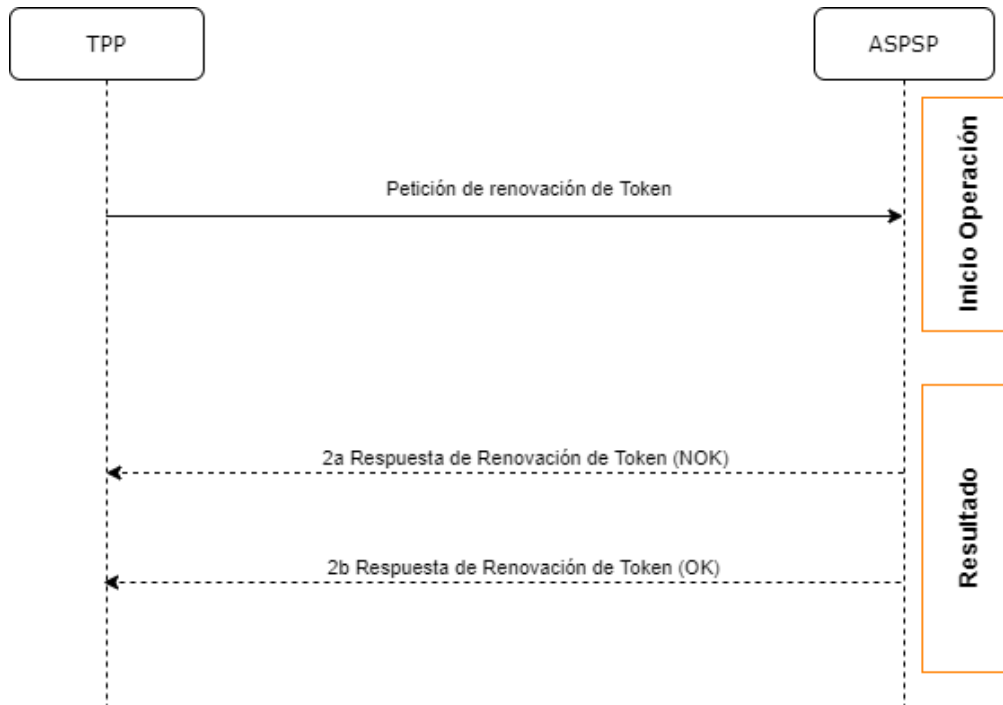 TPP
ASPSP
Petición de renovación de Token
Inicio Operación
2a Respuesta de Renovación de Token (NOK)
2b Respuesta de Renovación de Token (OK)
Resultado